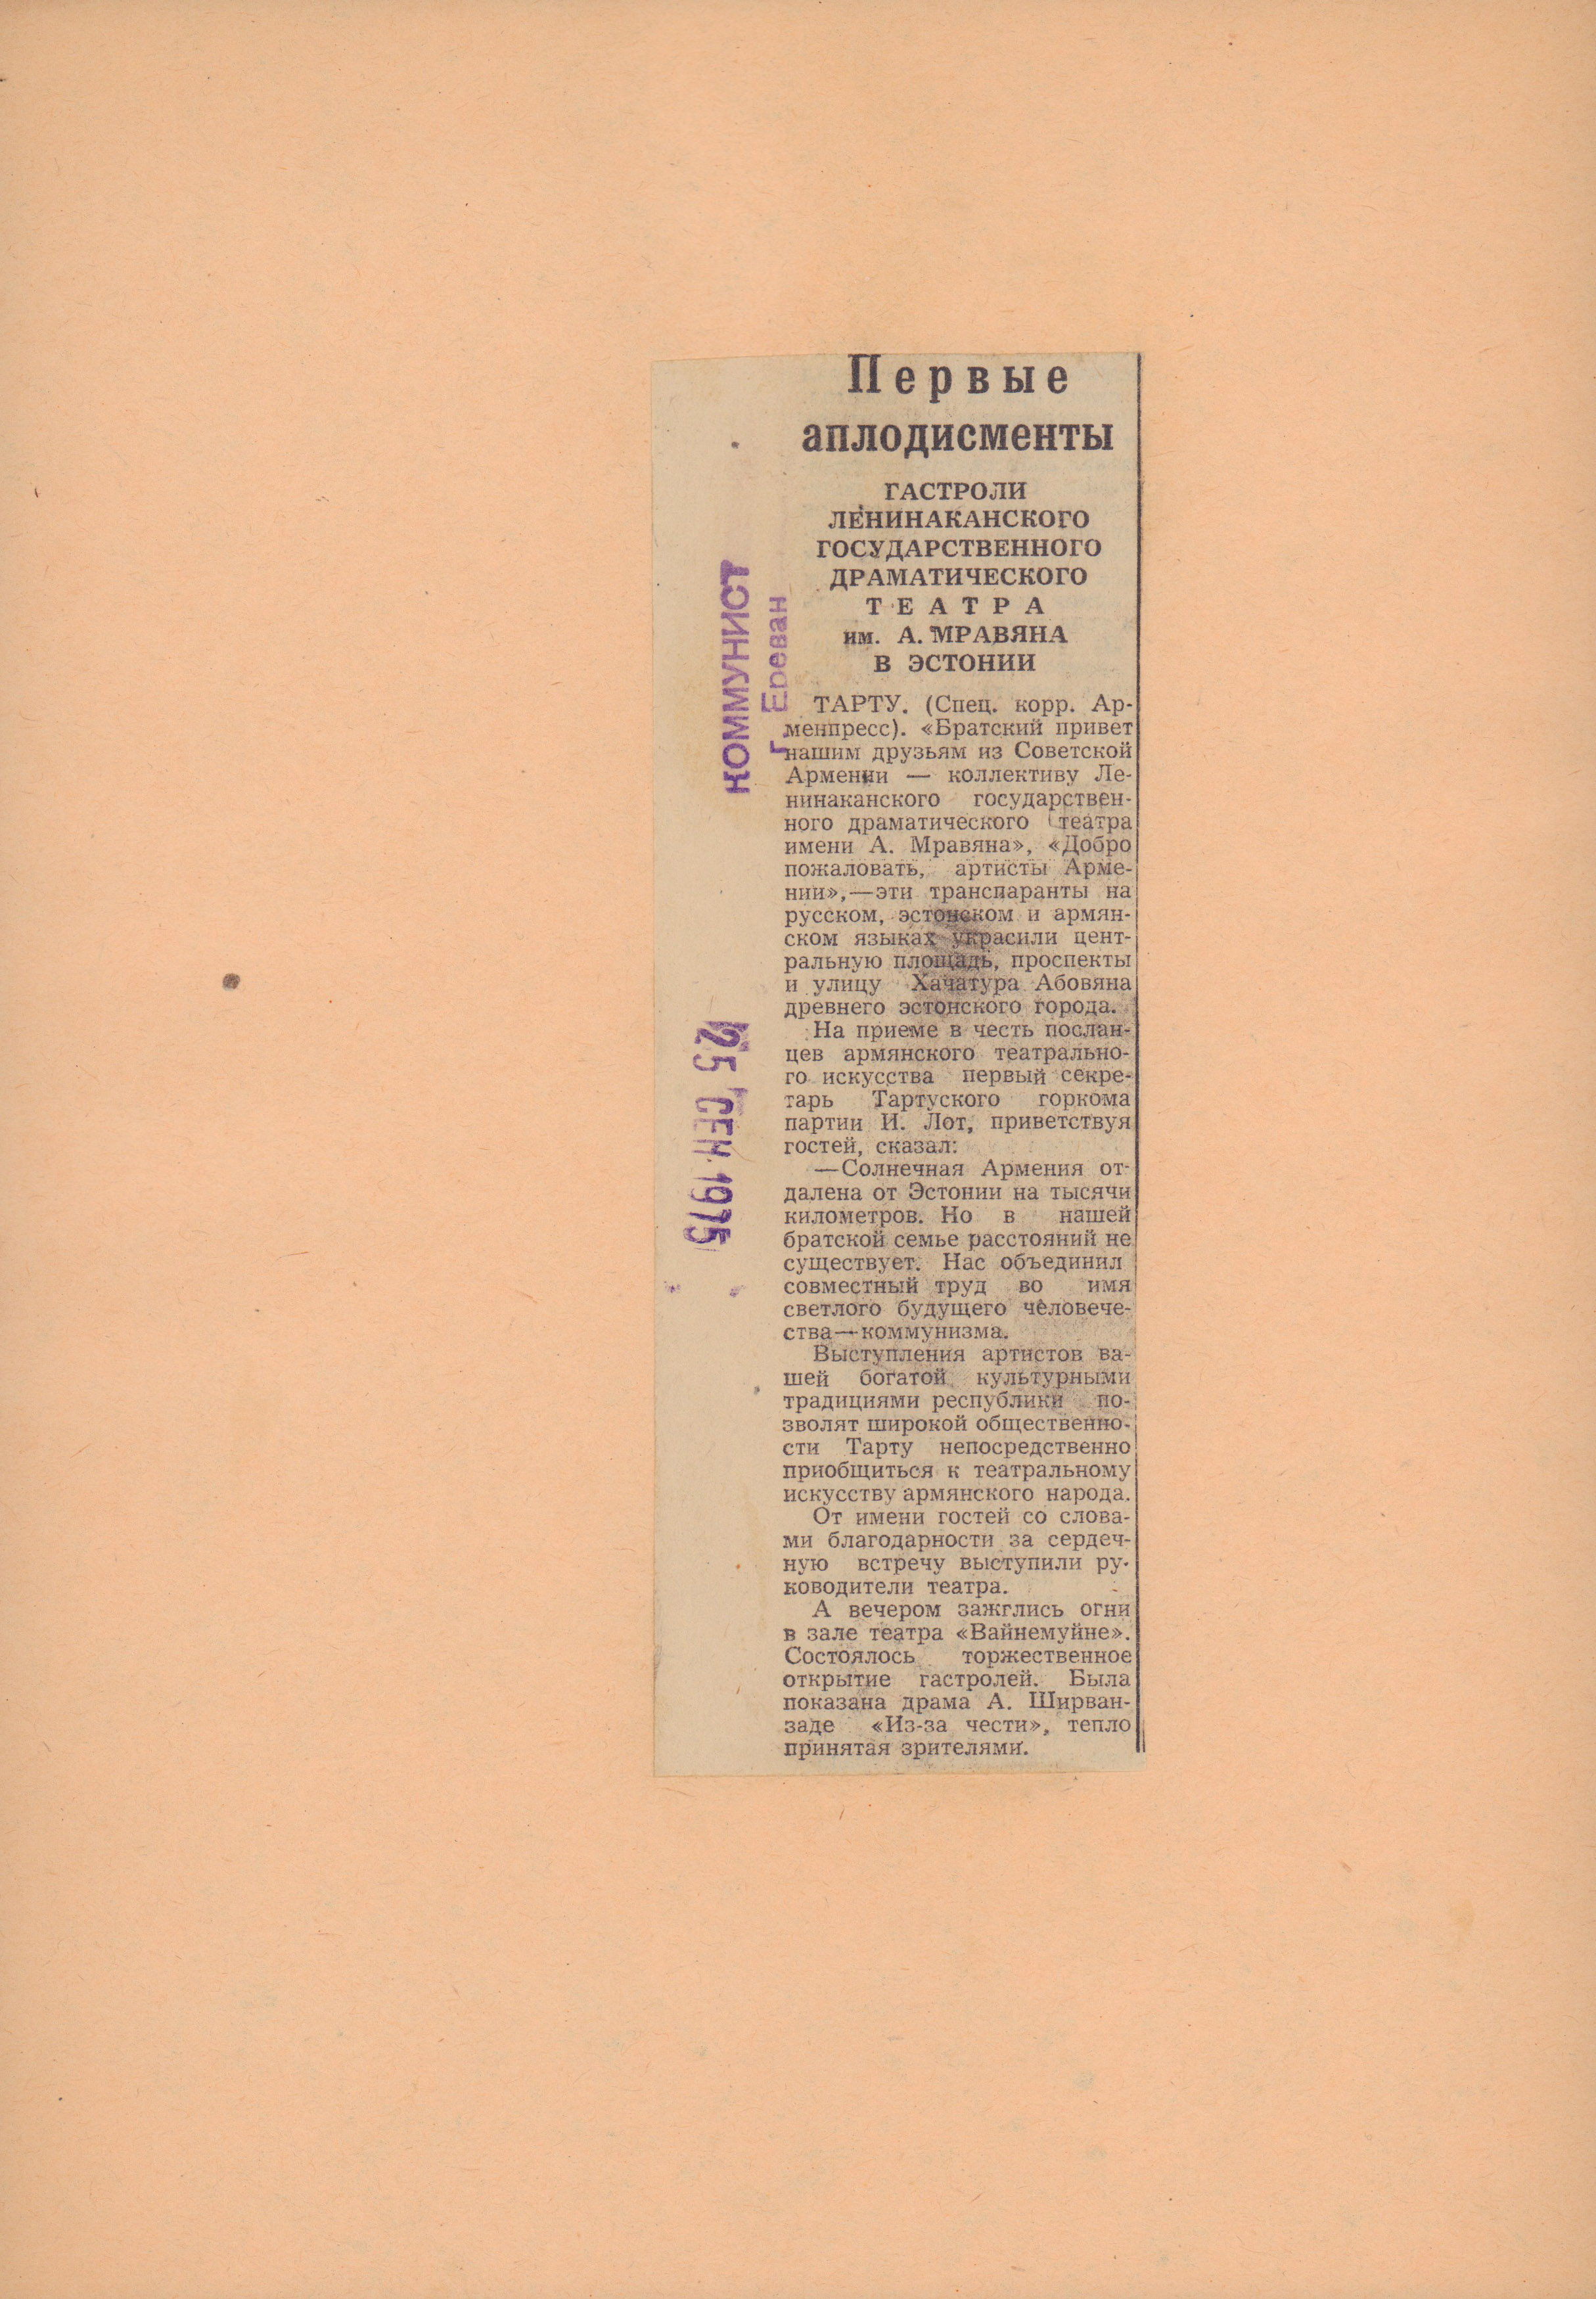 Первые
аплодисменты
ГАСТРОЛИ
ЛЕНИНАКАНСКОГО
ГОСУДАРСТВЕННОГО
ДРАМАТИЧЕСКОГО
ТЕАТРА
им. А. МРАВЯНА
В ЭСТОНИИ
ТАРТУ. (Спец. корр. Ар-
менпресс). «Братский привет
нашим друзьям из Советской
Армении — коллективу Ле-
нинаканского государствен-
ного драматического театра
имени А. Мравяна», «Добро
пожаловать, артисты Арме-
нии»,—эти транспаранты на
русском, эстонском и армян-
ском языках украсили цент-
ральную площадь, проспекты
и улицу Хачатура Абовяна
древнего эстонского города.
На приеме в честь послан-
цев армянского театрально-
го искусства первый секре-
тарь Тартуского горкома
партии И. Лот, приветствуя
гостей, сказал:
—Солнечная Армения от-
далена от Эстонии на тысячи
километров. Но в нашей
братской семье расстояний не
существует. Нас объединил
совместный труд во имя
светлого будущего человече-
ства—коммунизма.
Выступления артистов ва-
шей богатой культурными
традициями республики по-
зволят широкой общественно-
сти Тарту непосредственно
приобщиться к театральному
искусству армянского народа.
От имени гостей со слова-
ми благодарности за сердеч-
ную встречу выступили ру-
ководители театра.
А вечером зажглись огни
в зале театра «Вайнемуйне».
Состоялось торжественное
открытие гастролей. Была
показана драма А. Ширван-
заде «Из-за чести», тепло
принятая зрителями.
КОММУНИСТ
г. Ереван
25 СЕН 1975